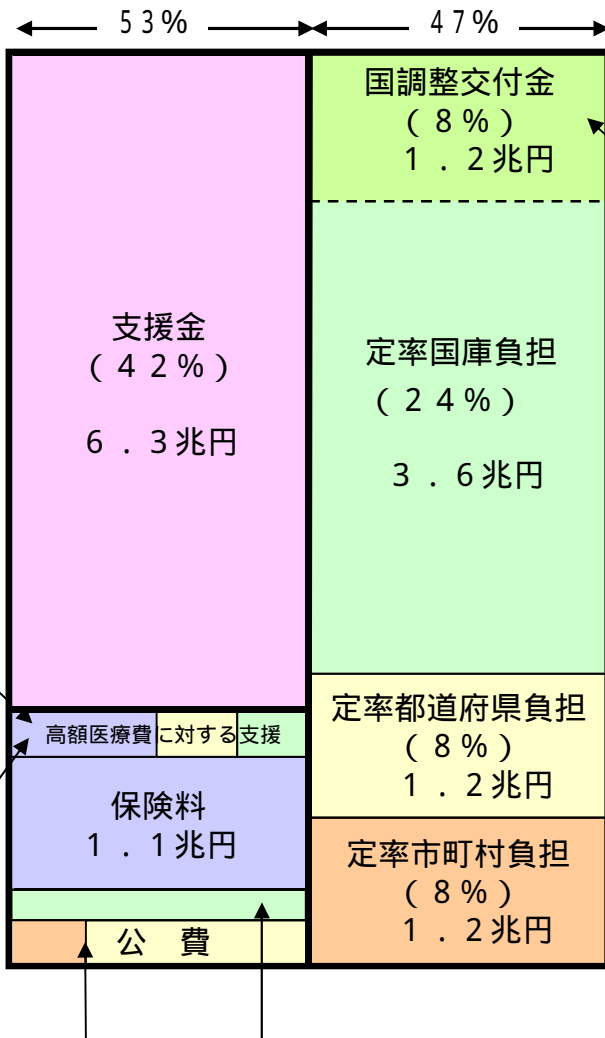 53%
47%
国調整交付金
(8%)
1.2兆円
支援金
(42%)
6.3兆円
定率国庫負担
(24%)
3.6兆円
定率都道府県負担
(8%)
1.2兆円
高額医療費に対する支援
保険料
1.1兆円
定率市町村負担
(8%)
1.2兆円
公 費